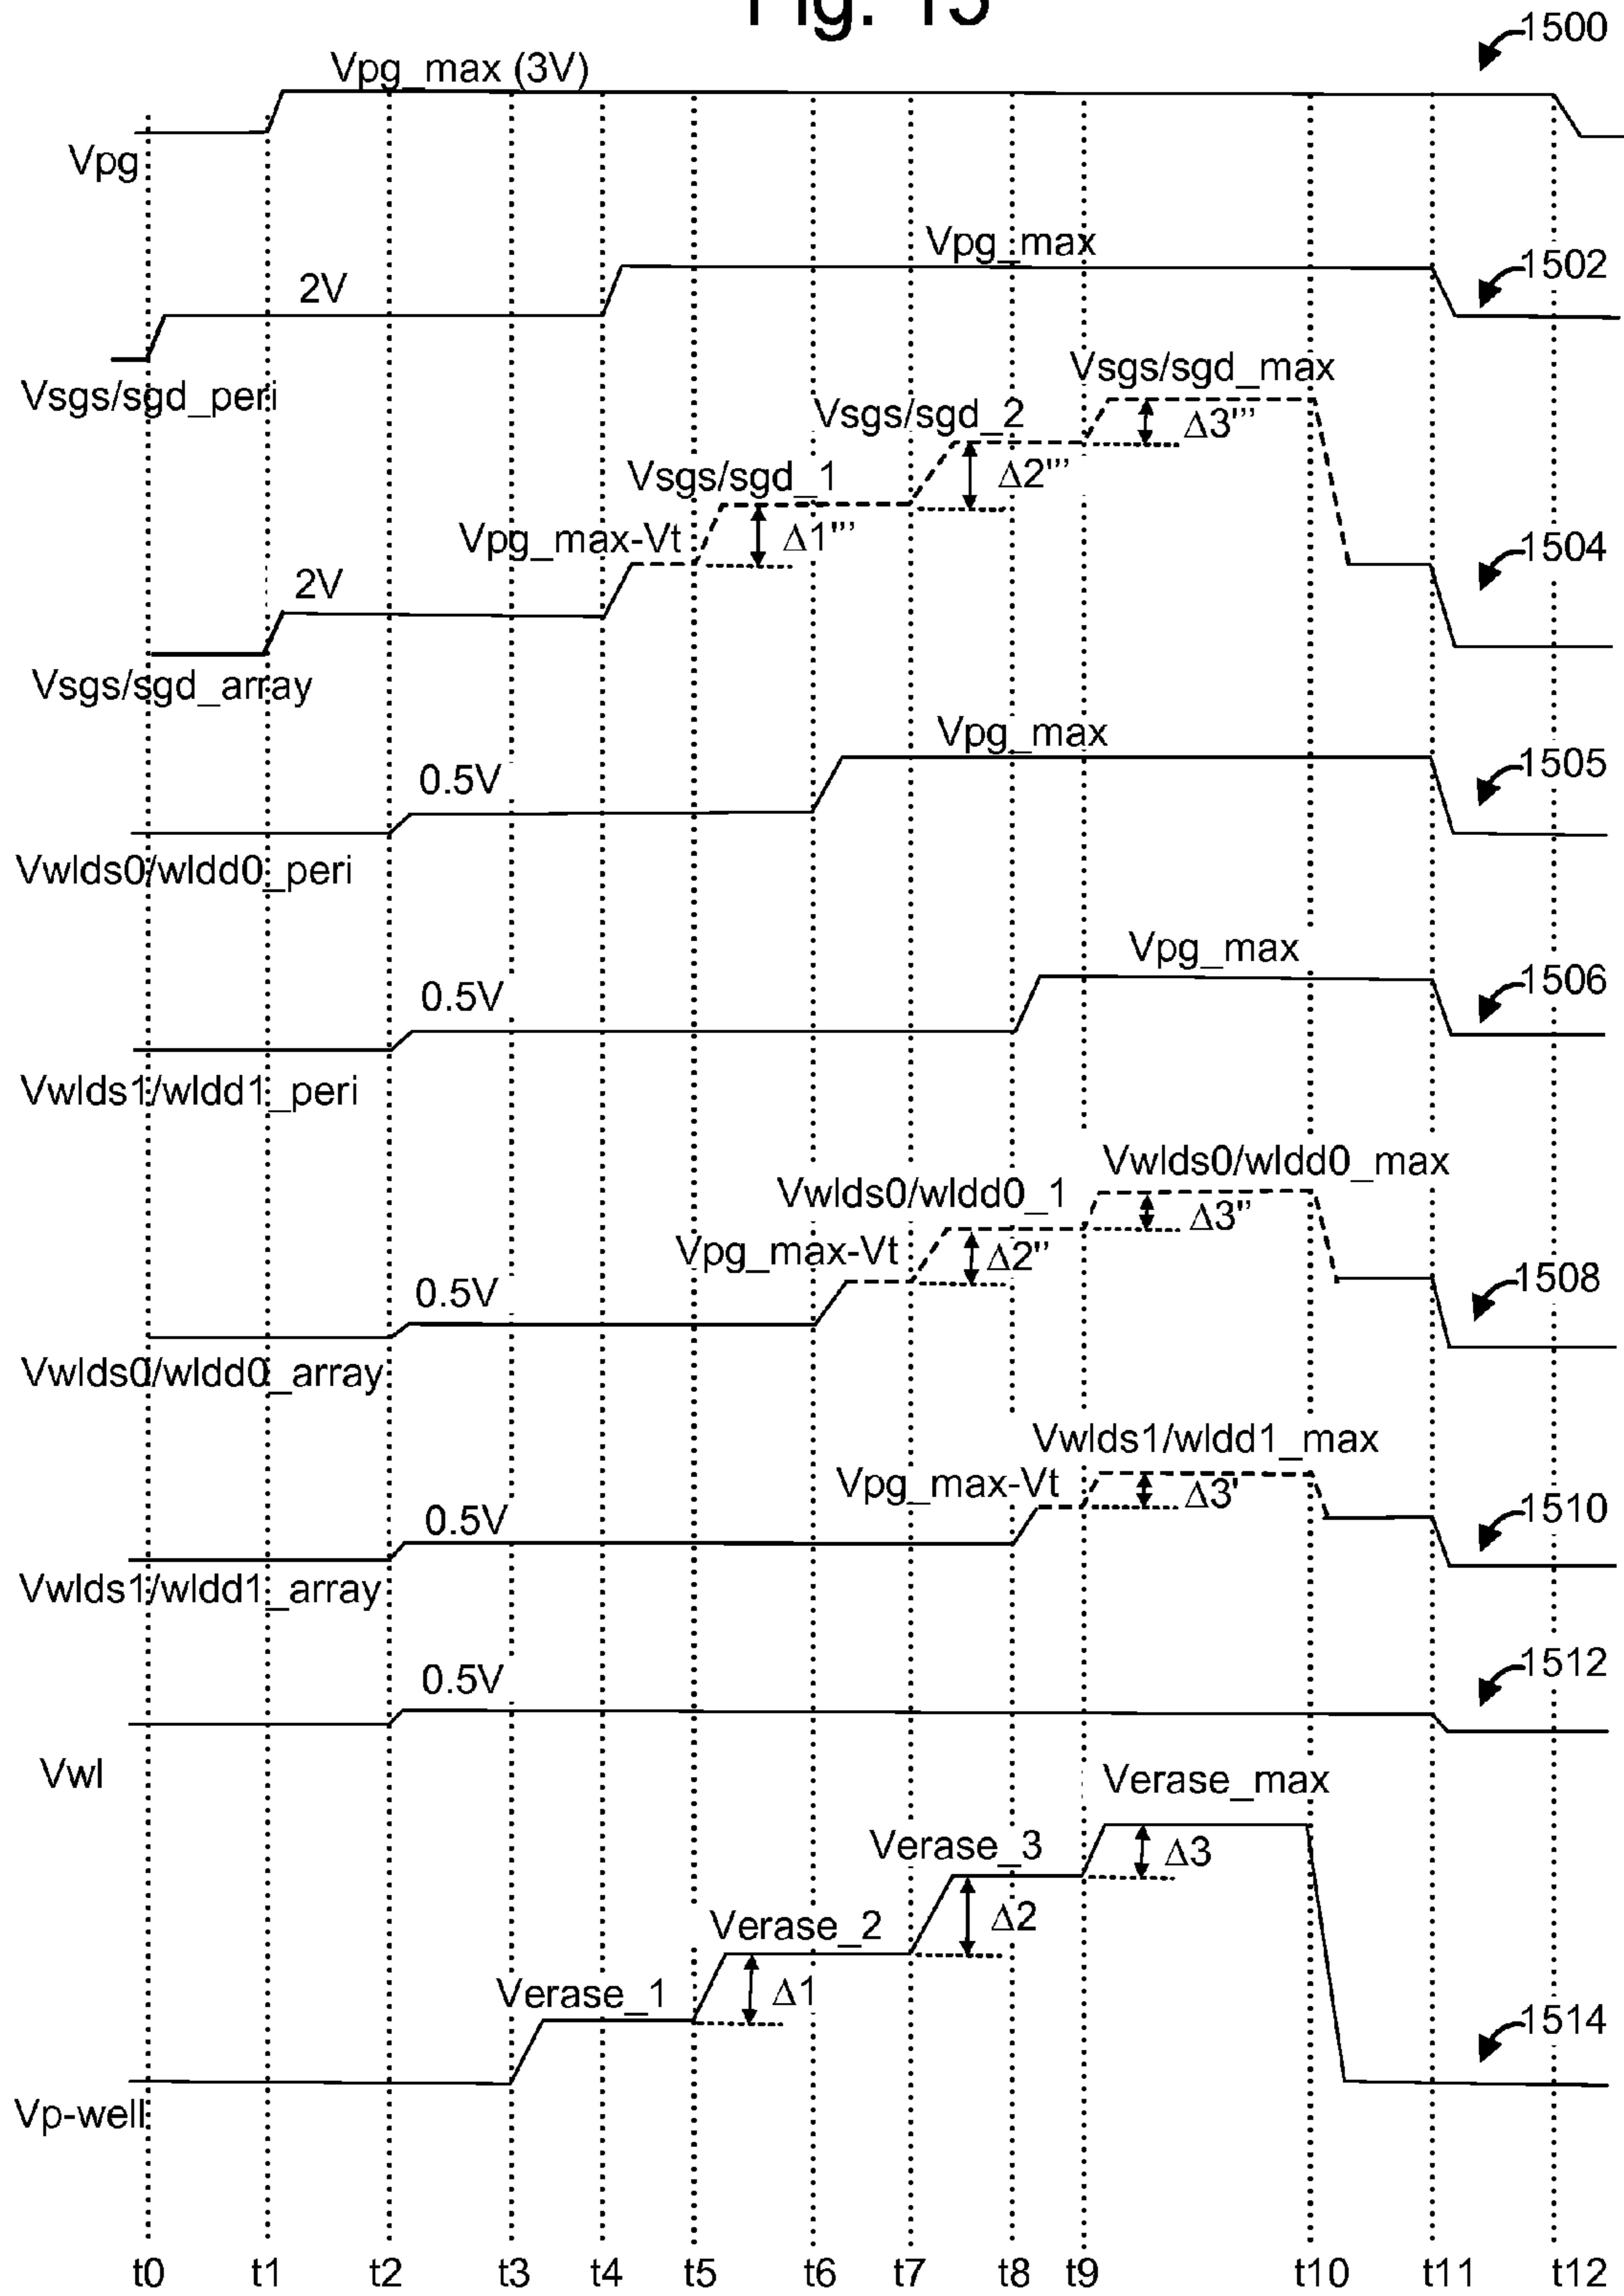 Fig. 15
1500
Vpg_max (3V)
Vpg
Vpg_max
1502
2V
Vsgs/sgd_peri
Vsgs/sgd_max
Δ3'''
Vsgs/sgd_2
Δ2'''
Vsgs/sgd_1
Δ1'''
Vpg_max-Vt
1504
2V
Vsgs/sgd_array
Vpg_max
1505
0.5V
Vwlds0/wldd0_peri
Vpg_max
1506
0.5V
Vwlds1/wldd1_peri
Vwlds0/wldd0_max
Vwlds0/wldd0_1
Δ3''
Vpg_max-Vt
Δ2''
1508
0.5V
Vwlds0/wldd0_array
Vwlds1/wldd1_max
Vpg_max-Vt
Δ3'
1510
0.5V
Vwlds1/wldd1_array
1512
0.5V
Vwl
Verase_max
Verase_3
Δ3
Verase_2
Δ2
Verase_1
Δ1
1514
Vp-well
t0 t1 t2 t3 t4 t5 t6 t7 t8 t9 t10 t11 t12